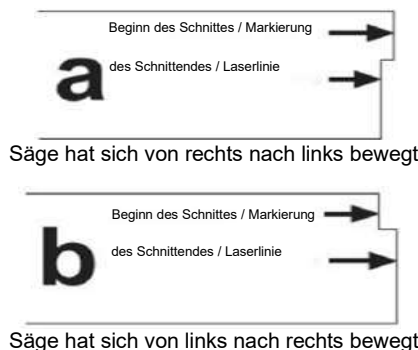 Beginn des Schnittes / Markierung
a
des Schnittendes / Laserlinie
Säge hat sich von rechts nach links bewegt
Beginn des Schnittes / Markierung
b
des Schnittendes / Laserlinie
Säge hat sich von links nach rechts bewegt